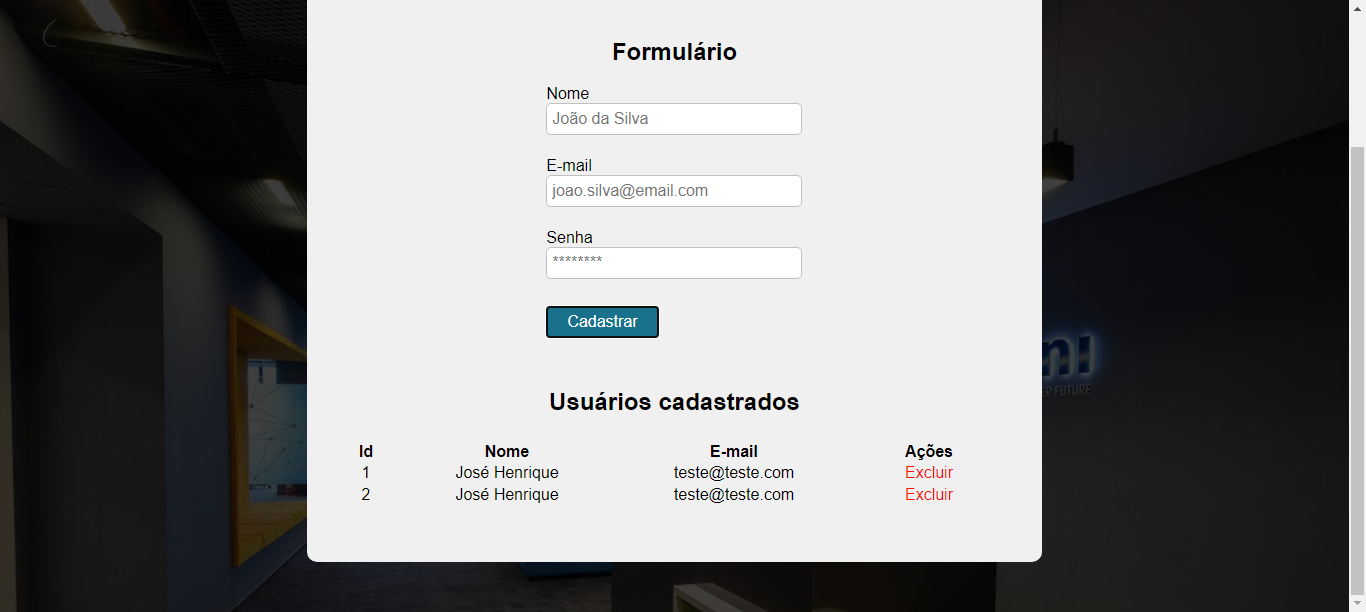 Formulário
Nome
João da Silva
E-mail
joao.silva@email.com
Senha
********
Cadastrar
Usuários cadastrados
Id Nome E-mail Ações
1 José Henrique teste@teste.com Excluir
2 José Henrique teste@teste.com Excluir
FUTURE